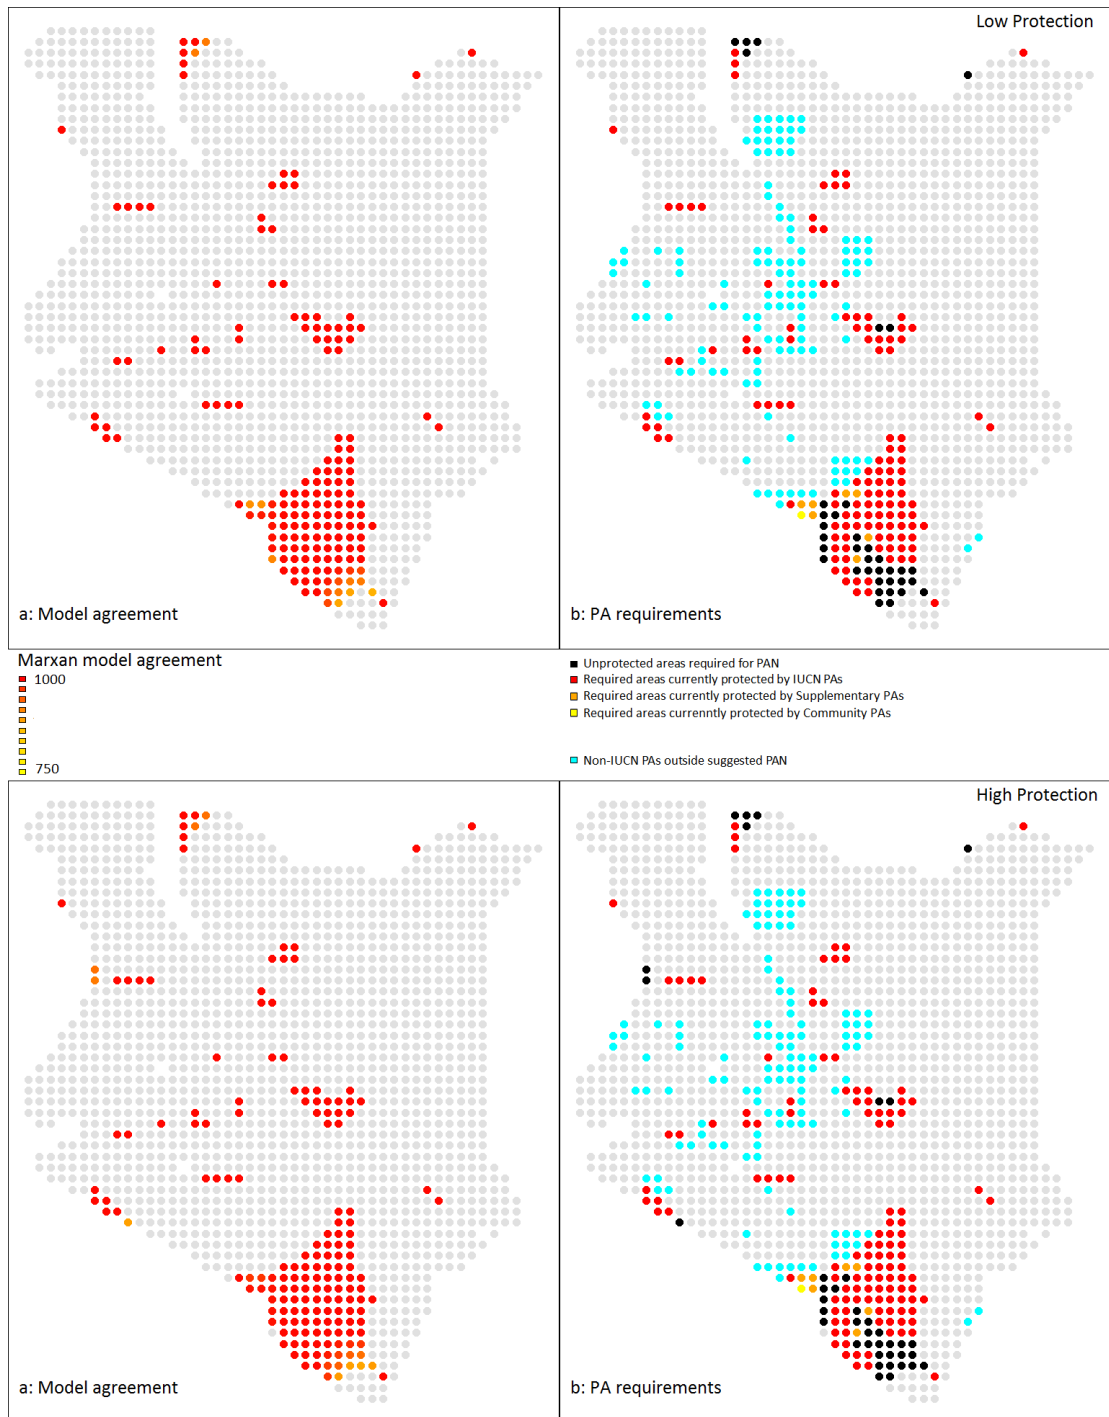 Low Protection
a: Model agreement
b: PA requirements
Marxan model agreement
1000
750
Unprotected areas required for PAN
Required areas currently protected by IUCN PAs
Required areas currently protected by Supplementary PAs
Required areas currenntly protected by Community PAs
Non-IUCN PAs outside suggested PAN
High Protection
a: Model agreement
b: PA requirements